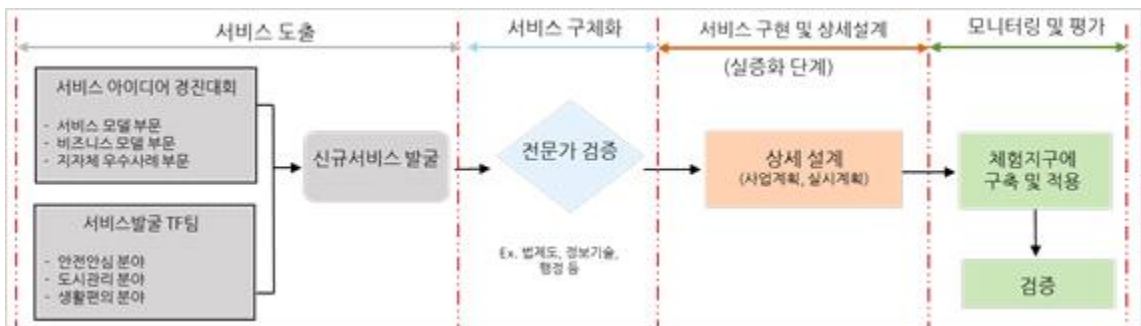 서비스 도출
서비스 구체화
서비스 구현 및 상세설계
(실증화 단계)
모니터링 및 평가
서비스 아이디어 경진대회
- 서비스 모델 부문
- 비즈니스 모델 부문
- 지자체 우수사례 부문
서비스발굴 TF팀
- 안전안심 분야
- 도시관리 분야
- 생활편의 분야
신규서비스 발굴
전문가 검증
Ex. 법제도, 정보기술,
행정 등
상세 설계
(사업계획, 실시계획)
체험지구에
구축 및 적용
검증